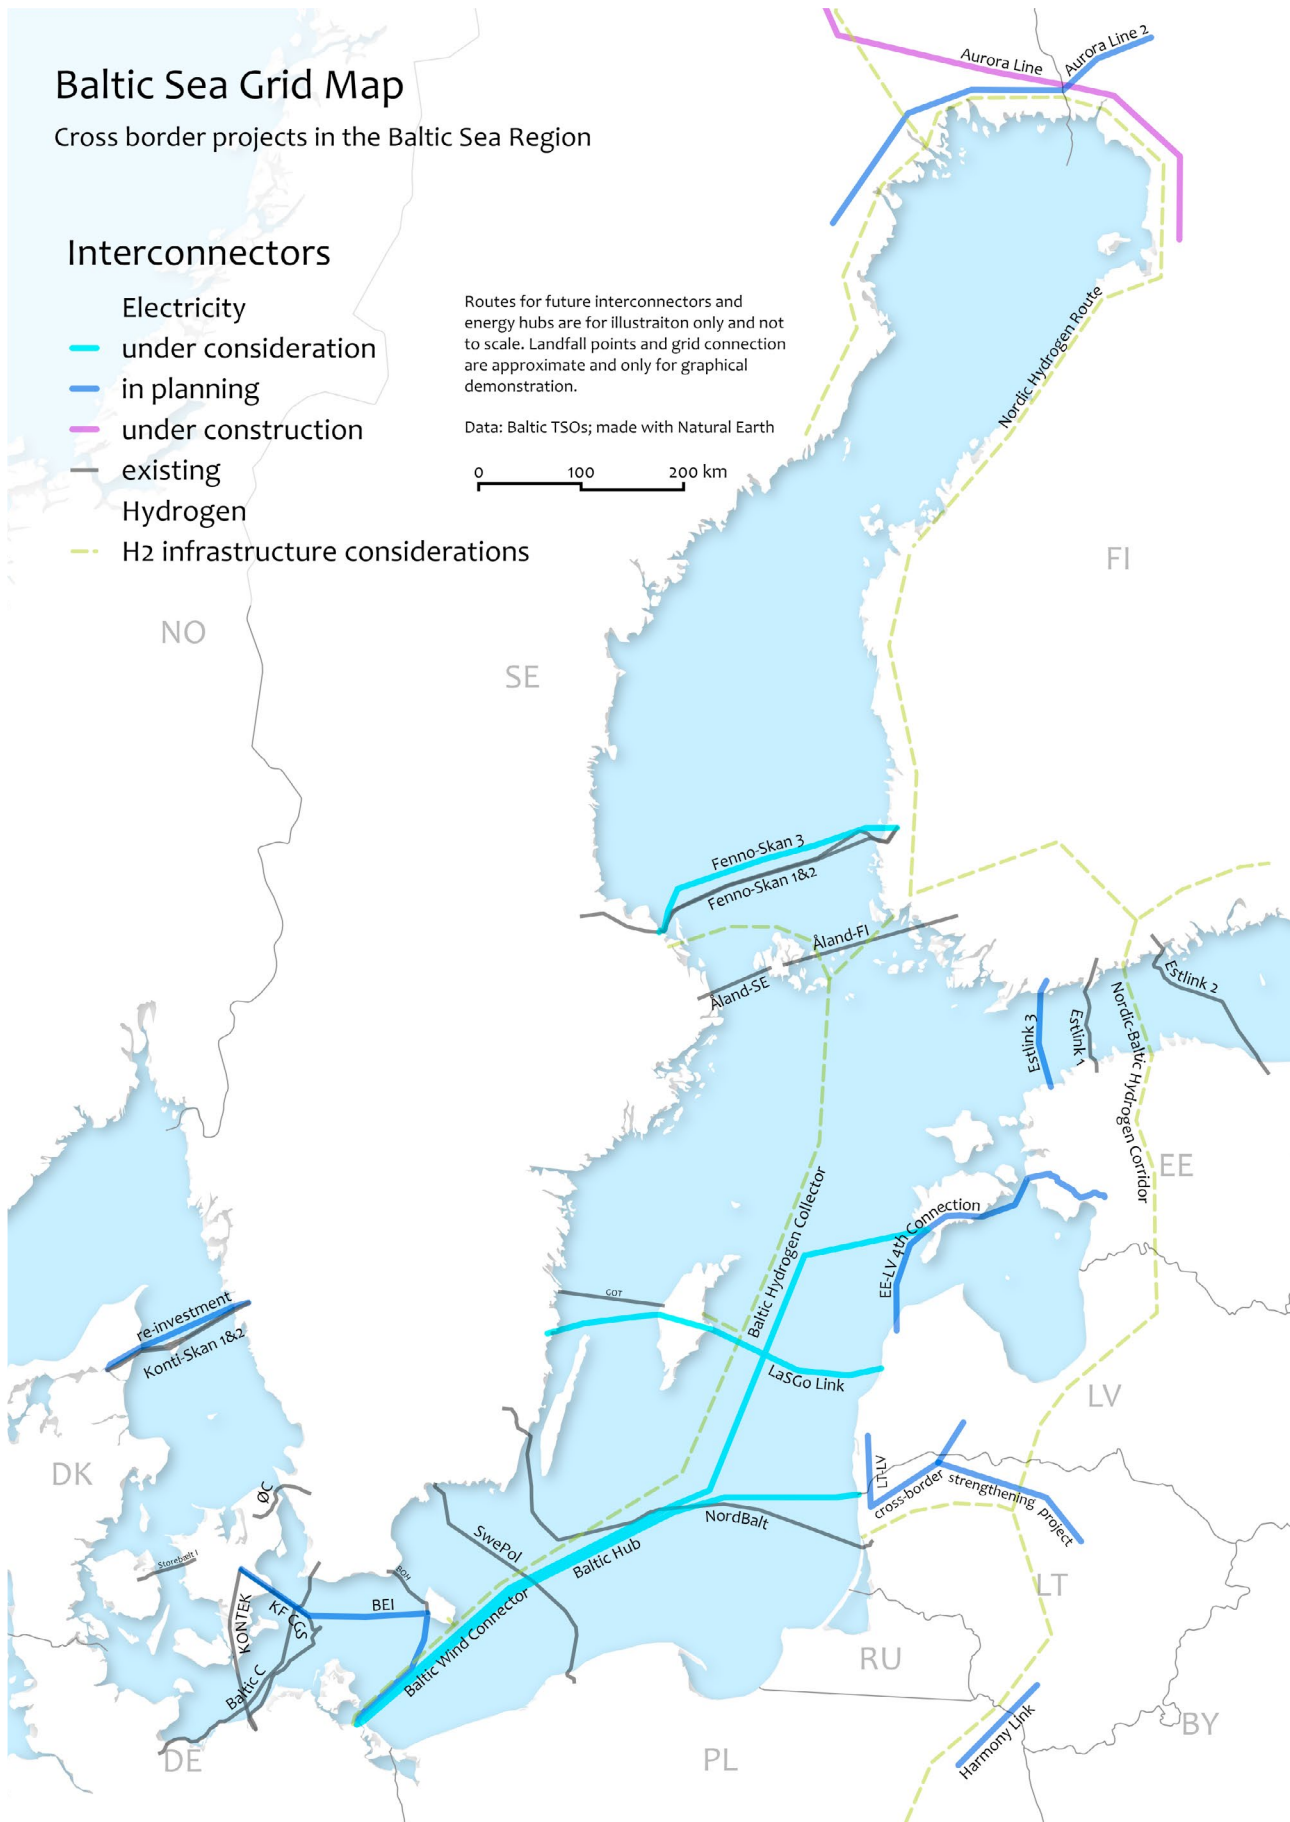 Baltic Sea Grid Map
Cross border projects in the Baltic Sea Region
Interconnectors
Electricity
under consideration
in planning
under construction
existing
Hydrogen
H2 infrastructure considerations
Routes for future interconnectors and
energy hubs are for illustraiton only and not
to scale. Landfall points and grid connection
are approximate and only for graphical
demonstration.
Data: Baltic TSOs; made with Natural Earth
0 100 200 km
Aurora Line
Aurora Line 2
Nordic Hydrogen Route
FI
NO
SE
Fenno-Skan 3
Fenno-Skan 1&2
Åland-FI
Åland-SE
Estlink 3
Estlink 1
Nordic-Baltic Hydrogen Corridor
Estlink 2
EE
EE-LV 4th Connection
Baltic Hydrogen Collector
GOT
LaSGo Link
re-investment
Konti-Skan 1&2
LV
DK
ØC
LT-LV
cross-border
strengthening
project
NordBalt
SwePol
Baltic Hub
Storebælt 1
BOH
BEI
KF CGS
KONTEK
Baltic C
Baltic Wind Connector
LT
RU
BY
Harmony Link
DE
PL